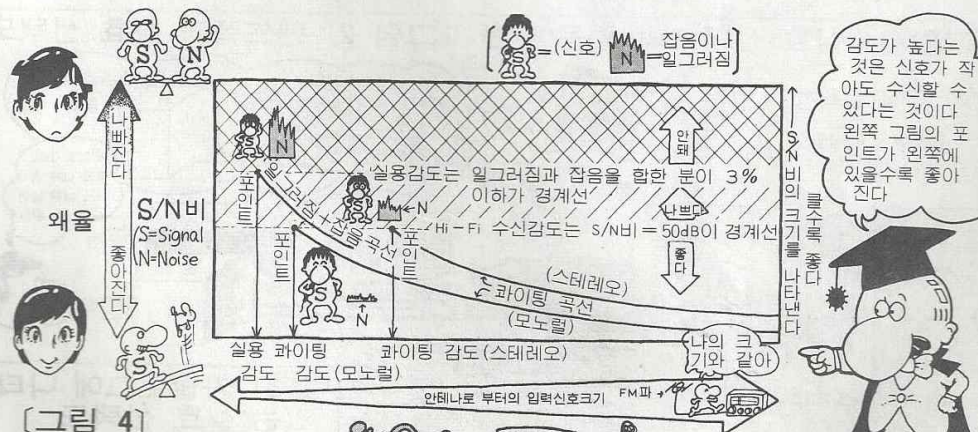 S N
S =(신호) N = 잡음이나
일그러짐
감도가 높다는
것은 신호가 작
아도 수신할 수
있다는 것이다
왼쪽 그림의 포
인트가 왼쪽에
있을수록 좋아
진다
나빠진다
좋아진다
왜율
S/N비
(S=Signal
N=Noise
S N
포인트
일그러짐+잡음 곡선
안돼
실용감도는 일그러짐과 잡음을 합한 분이 3%
이하가 경계선
S N
나쁘다
Hi-Fi 수신감도는 S/N비=50dB이 경계선
포인트
포인트
좋다
S N
(스테레오)
콰이팅 곡선
(모노럴)
S/N비의 크기를 나타낸다
클수록 좋다
S
실용 콰이팅 콰이팅 감도(스테레오)
감도 감도(모노럴)
나의 크
기와 같아
안테나로 부터의 입력신호크기 FM파
[그림 4]